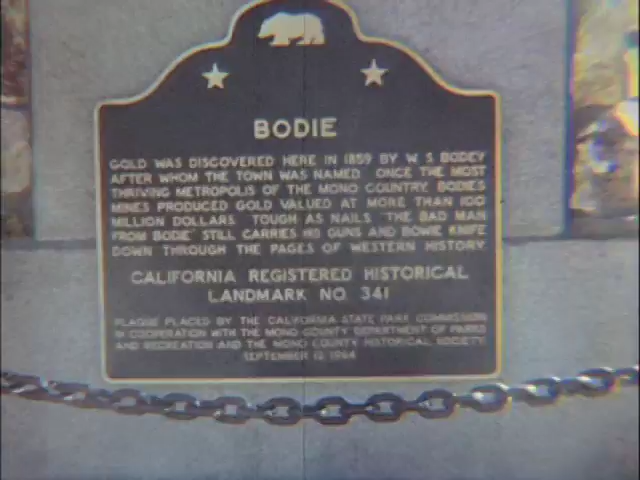 BODIE
GOLD WAS DISCOVERED HERE IN 1859 BY W. S. BODEY
AFTER WHOM THE TOWN WAS NAMED. ONCE THE MOST
THRIVING METROPOLIS OF THE MONO COUNTRY, BODIE'S
MINES PRODUCED GOLD VALUED AT MORE THAN 100
MILLION DOLLARS. TOUGH AS NAILS, "THE BAD MAN
FROM BODIE" STILL CARRIES HIS GUNS AND BOWIE KNIFE
DOWN THROUGH THE PAGES OF WESTERN HISTORY.
CALIFORNIA REGISTERED HISTORICAL
LANDMARK NO. 341
PLAQUE PLACED BY THE CALIFORNIA STATE PARK COMMISSION
IN COOPERATION WITH THE MONO COUNTY DEPARTMENT OF PARKS
AND RECREATION AND THE MONO COUNTY HISTORICAL SOCIETY.
SEPTEMBER 12, 1964